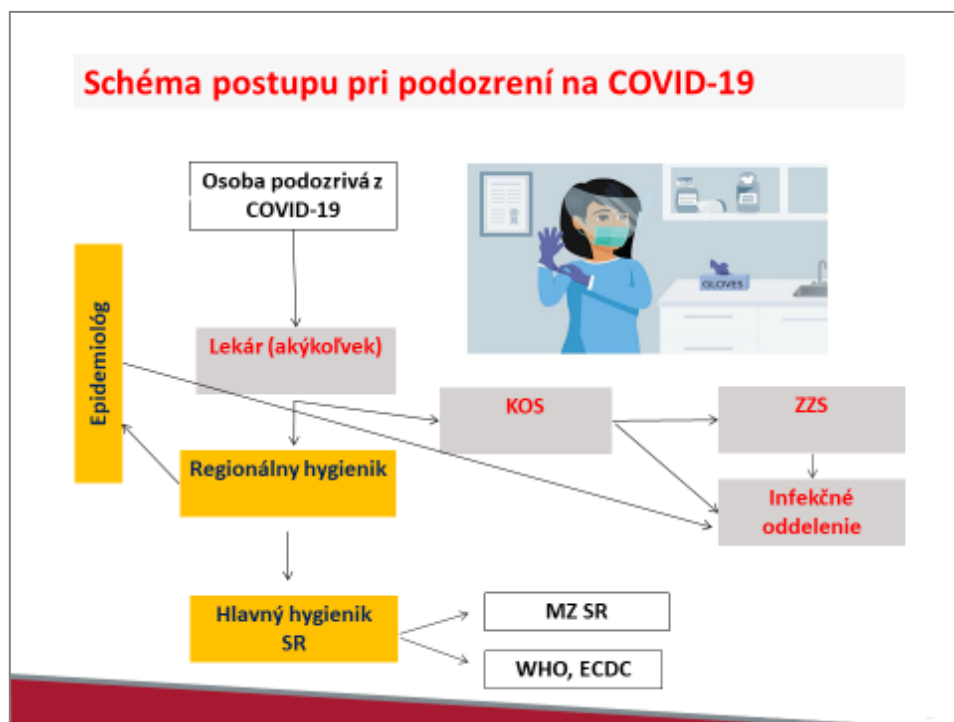 Schéma postupu pri podozrení na COVID-19
Osoba podozrivá z
COVID-19
GLOVES
Epidemiológ
Lekár (akýkoľvek)
KOS
ZZS
Regionálny hygienik
Infekčné
oddelenie
Hlavný hygienik
SR
MZ SR
WHO, ECDC